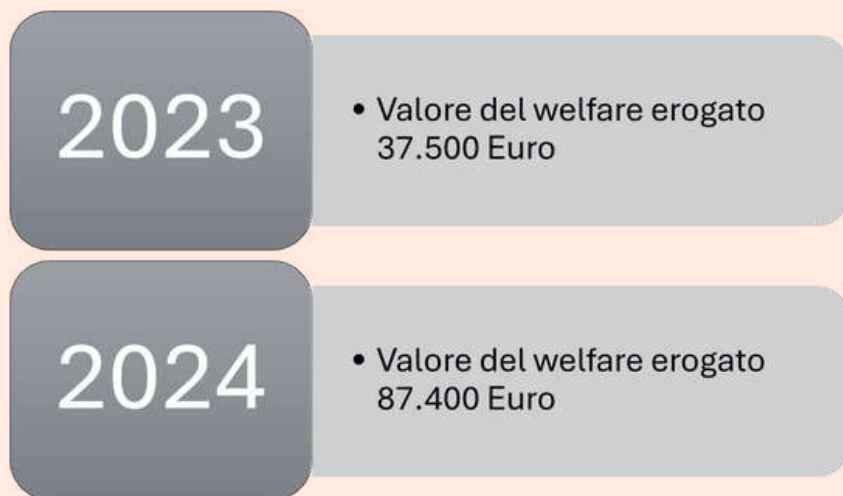 2023
• Valore del welfare erogato
37.500 Euro
2024
• Valore del welfare erogato
87.400 Euro